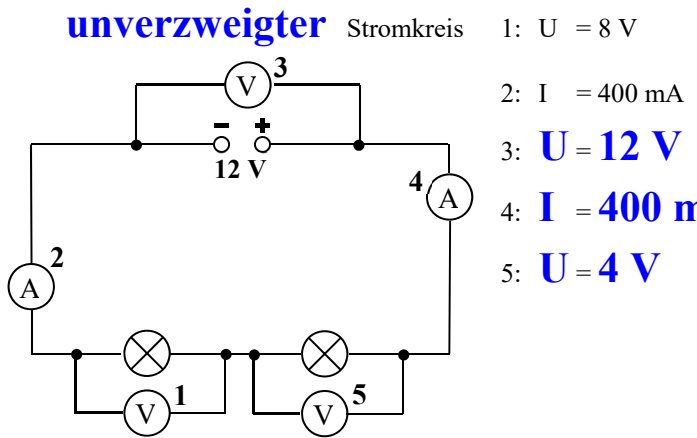 unverzweigter Stromkreis
1: U = 8 V
2: I = 400 mA
3: U = 12 V
4: I = 400 m
5: U = 4 V
V 3
− +
12 V
4 A
2
A
V 1
V 5